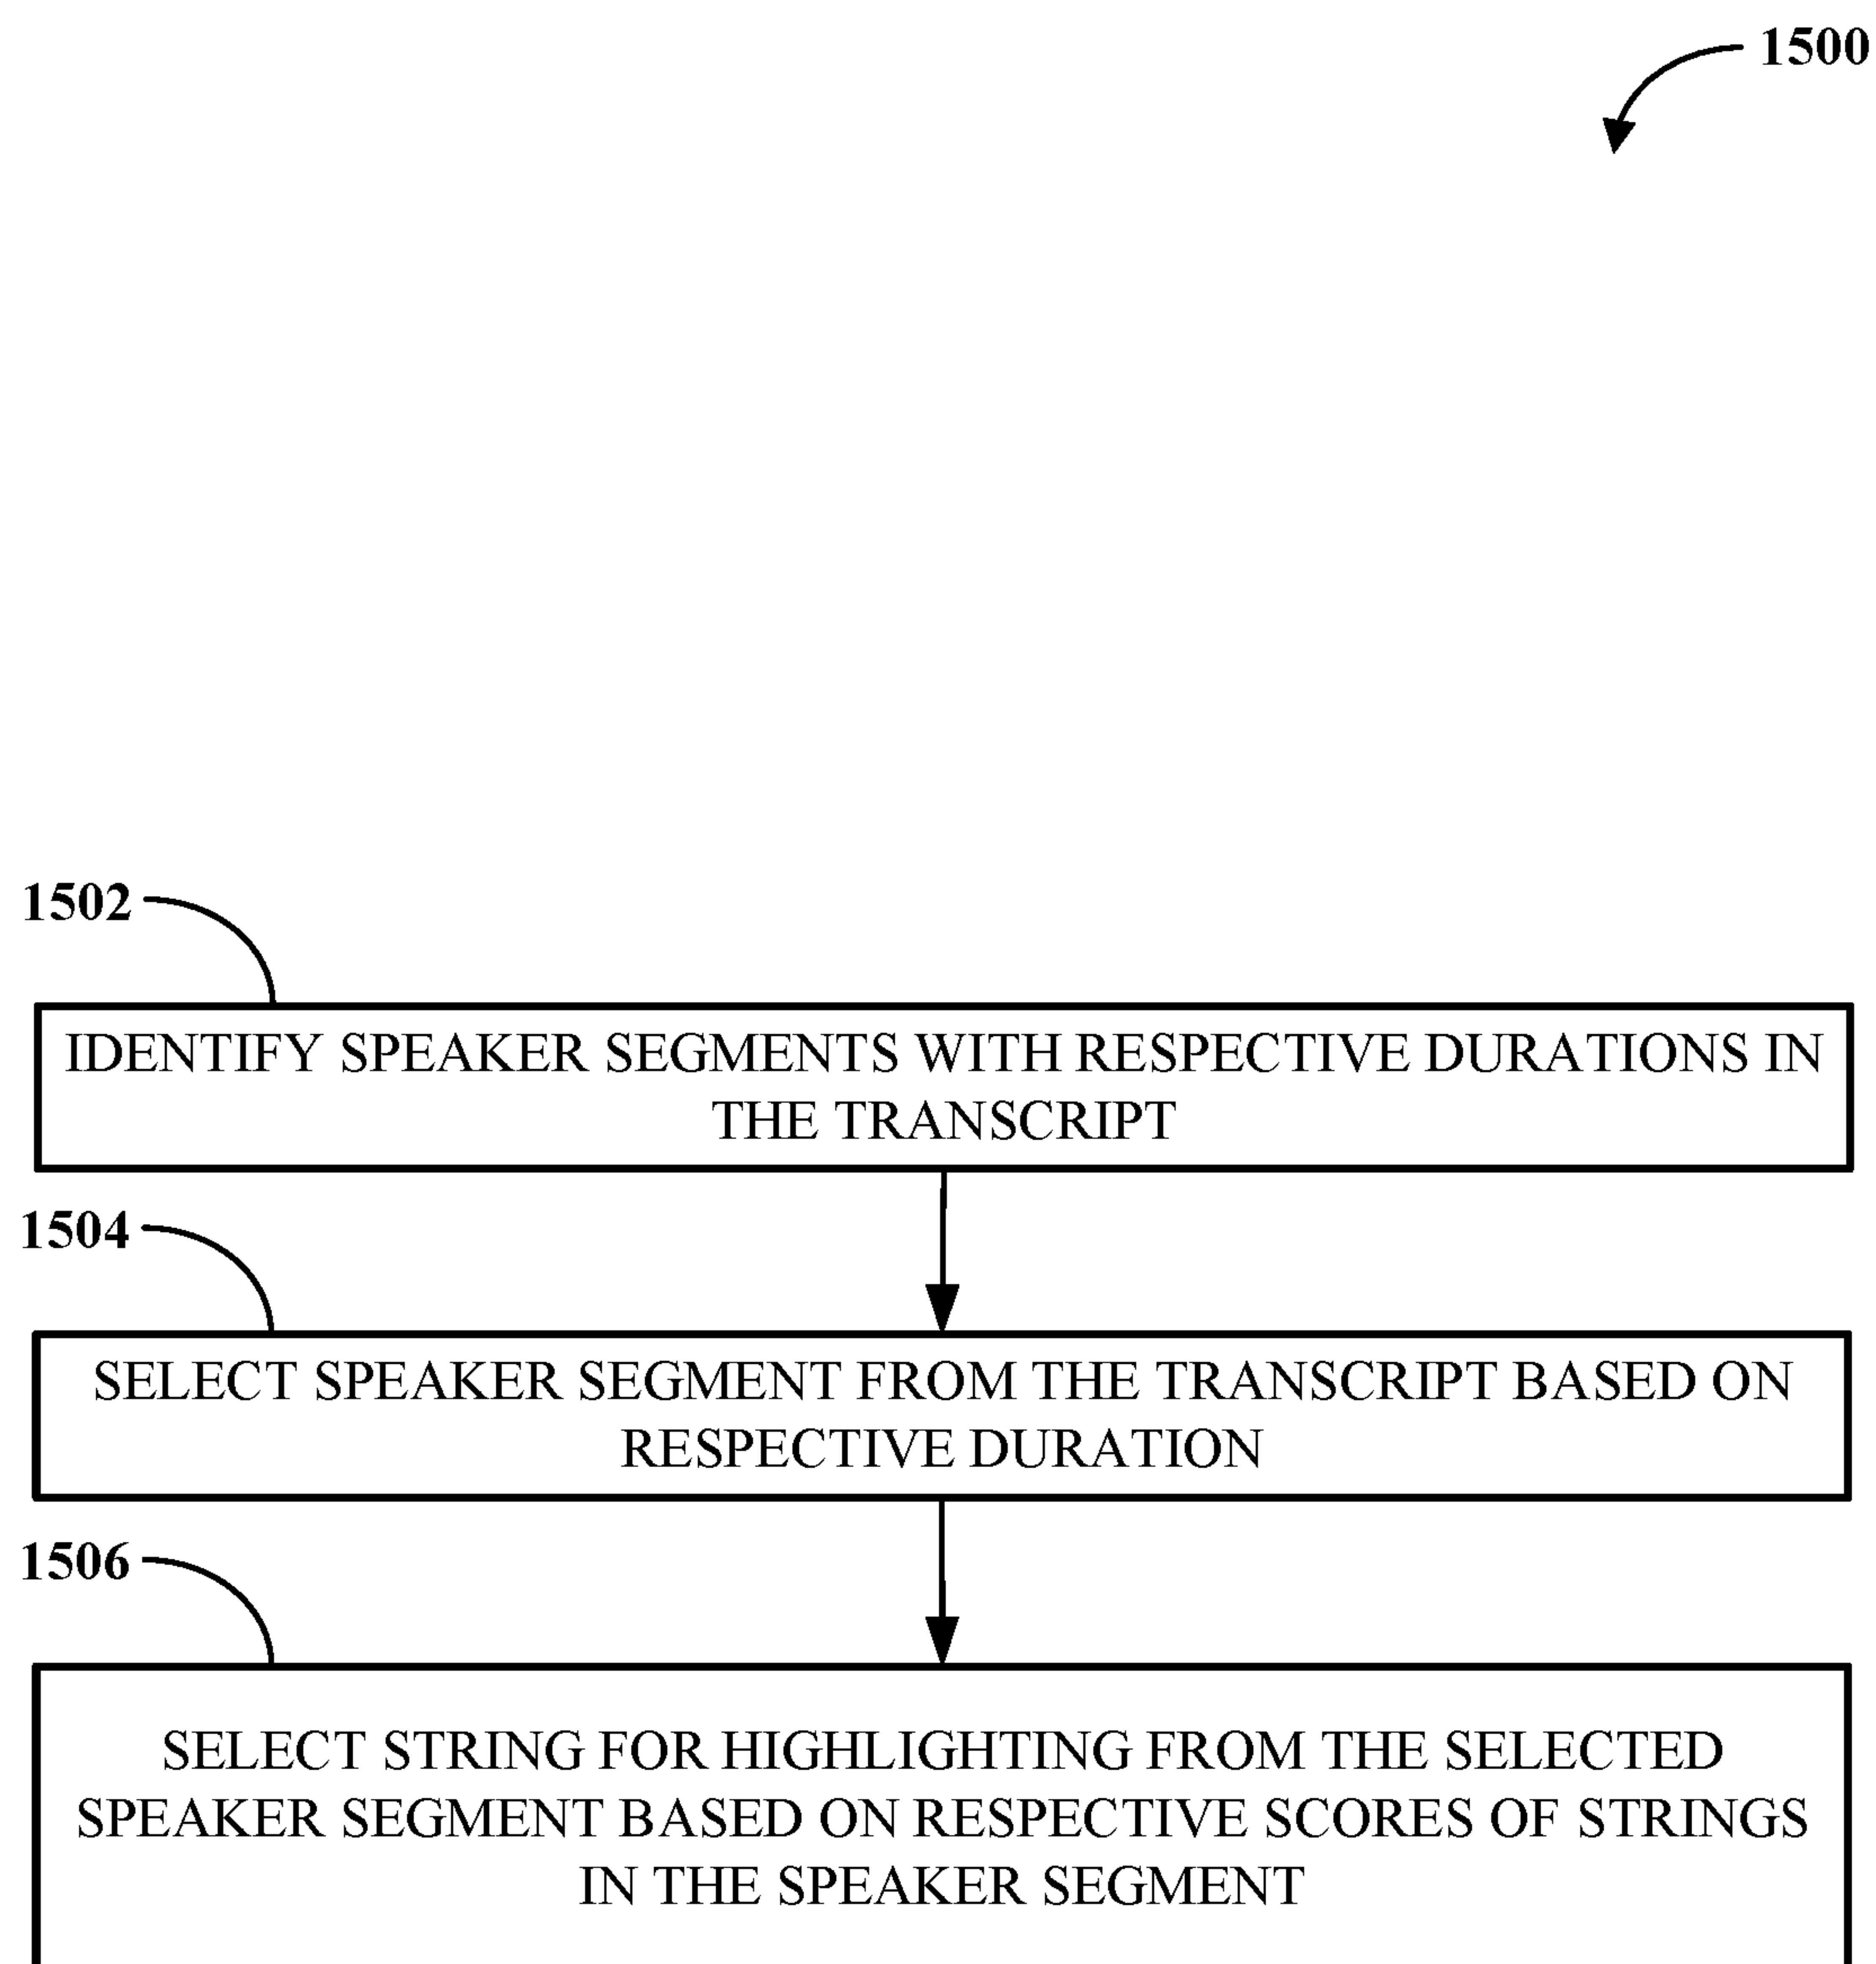 1500
1502
IDENTIFY SPEAKER SEGMENTS WITH RESPECTIVE DURATIONS IN
THE TRANSCRIPT
1504
SELECT SPEAKER SEGMENT FROM THE TRANSCRIPT BASED ON
RESPECTIVE DURATION
1506
SELECT STRING FOR HIGHLIGHTING FROM THE SELECTED
SPEAKER SEGMENT BASED ON RESPECTIVE SCORES OF STRINGS
IN THE SPEAKER SEGMENT